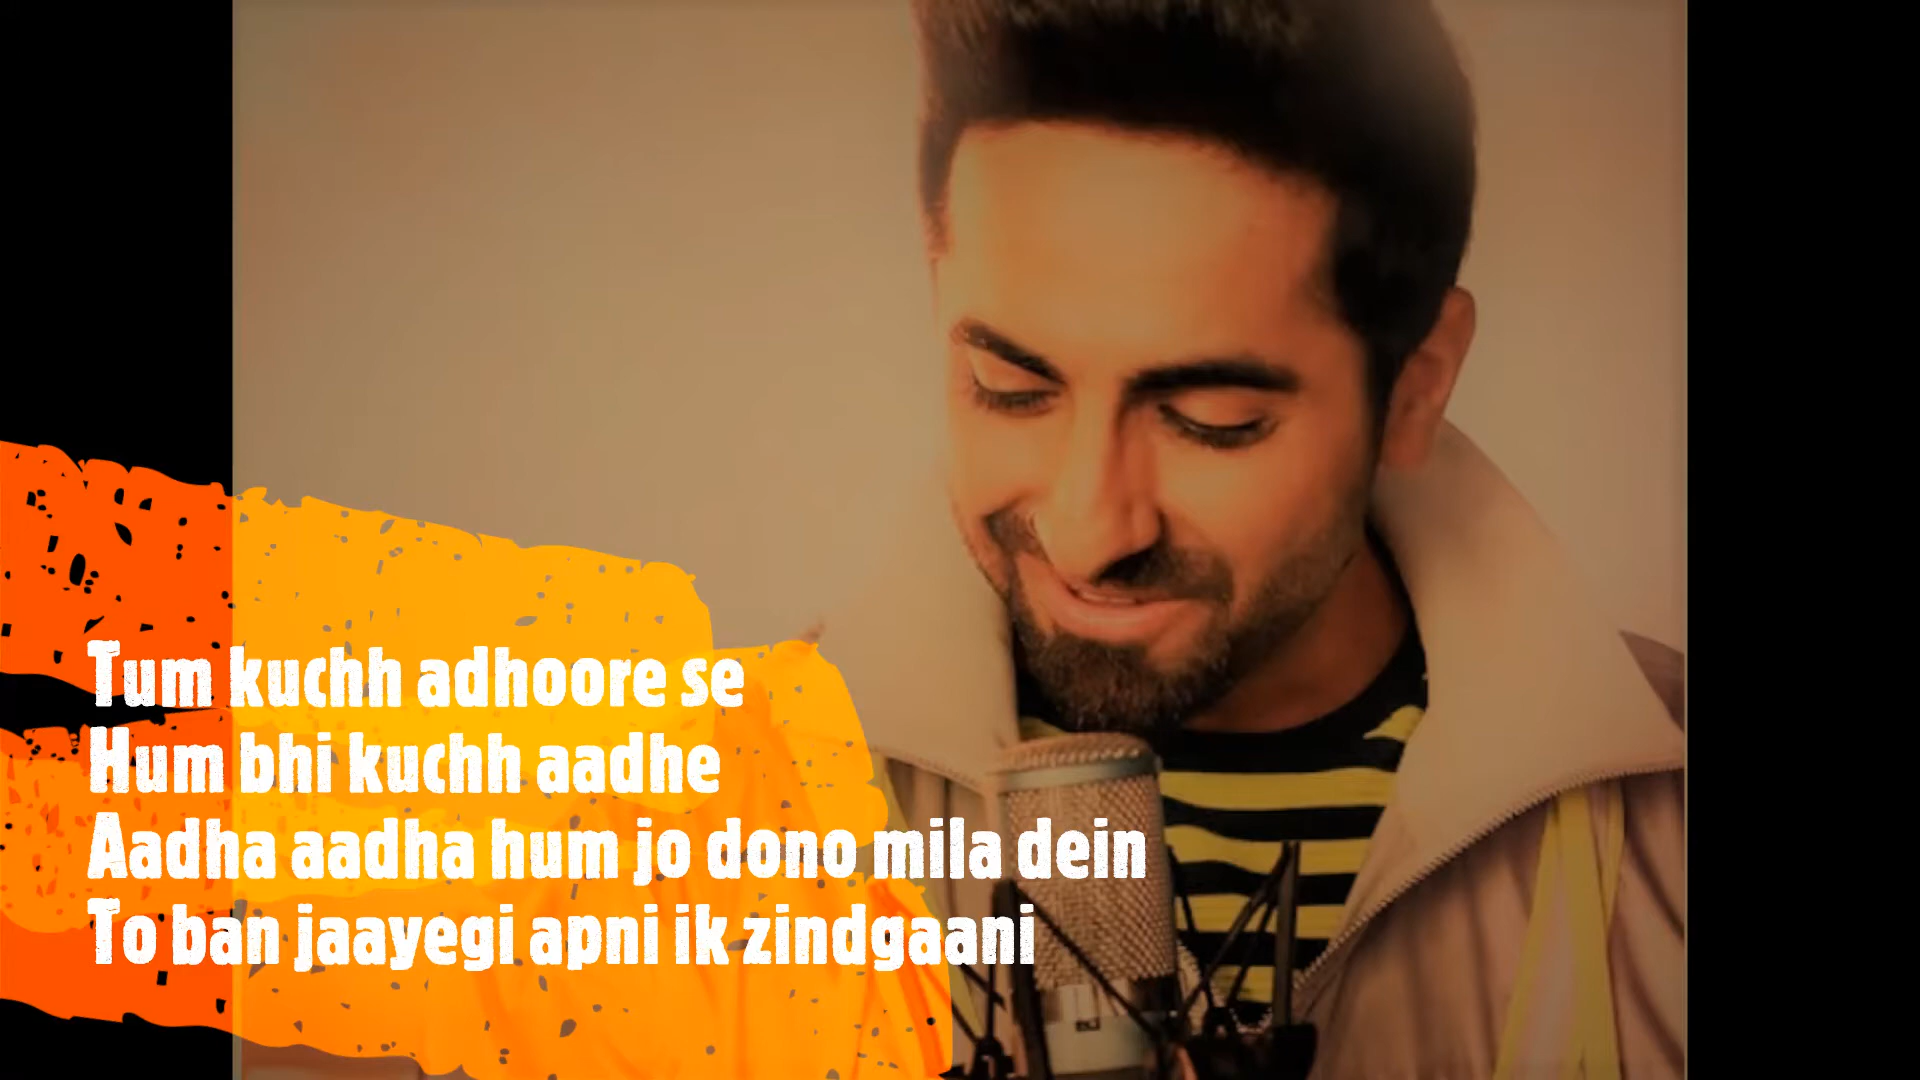 Tum kuchh adhoore se
Hum bhi kuchh aadhe
Aadha aadha hum jo dono mila dein
To ban jaayegi apni ik zindgaani